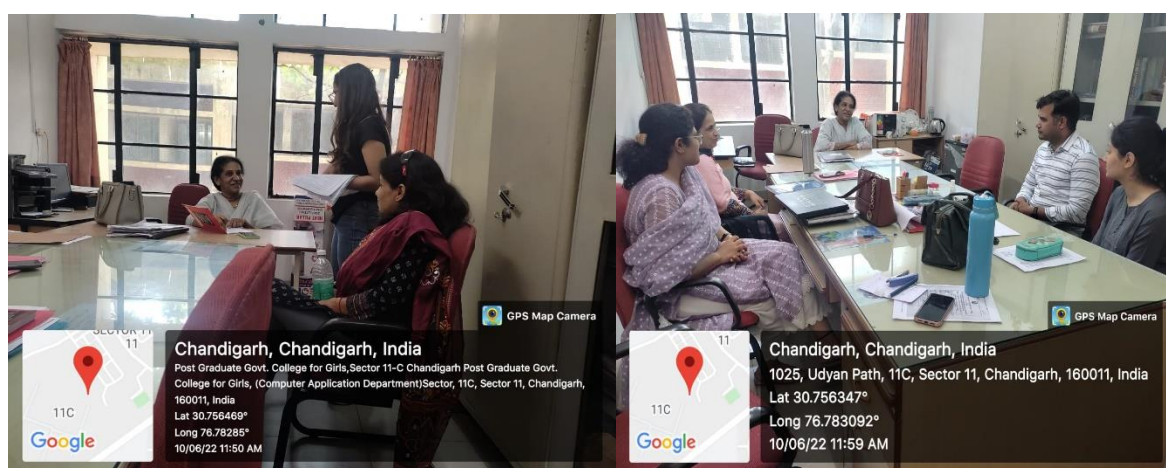 GPS Map Camera
SECTOR 11
11
11C
Google
Chandigarh, Chandigarh, India
Post Graduate Govt. College for Girls,Sector 11-C Chandigarh Post Graduate Govt.
College for Girls, (Computer Application Department)Sector, 11C, Sector 11, Chandigarh,
160011, India
Lat 30.756469°
Long 76.78285°
10/06/22 11:50 AM
GPS Map Camera
11
11C
Google
Chandigarh, Chandigarh, India
1025, Udyan Path, 11C, Sector 11, Chandigarh, 160011, India
Lat 30.756347°
Long 76.783092°
10/06/22 11:59 AM